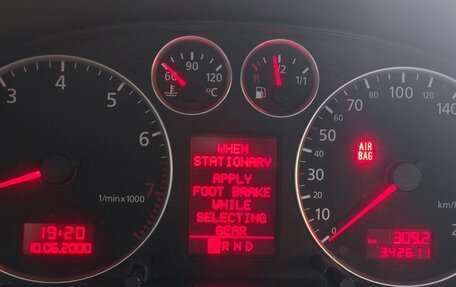 3
4
5
6
7
1/min x 1000
19:20
10.06.2000
60
120
°C
R
1/2
1/1
WHEN
STATIONARY
APPLY
FOOT BRAKE
WHILE
SELECTING
GEAR
R N D
AIR
BAG
0
10
20
30
40
50
60
70
80
100
120
140
km/h
km 309.2
342611